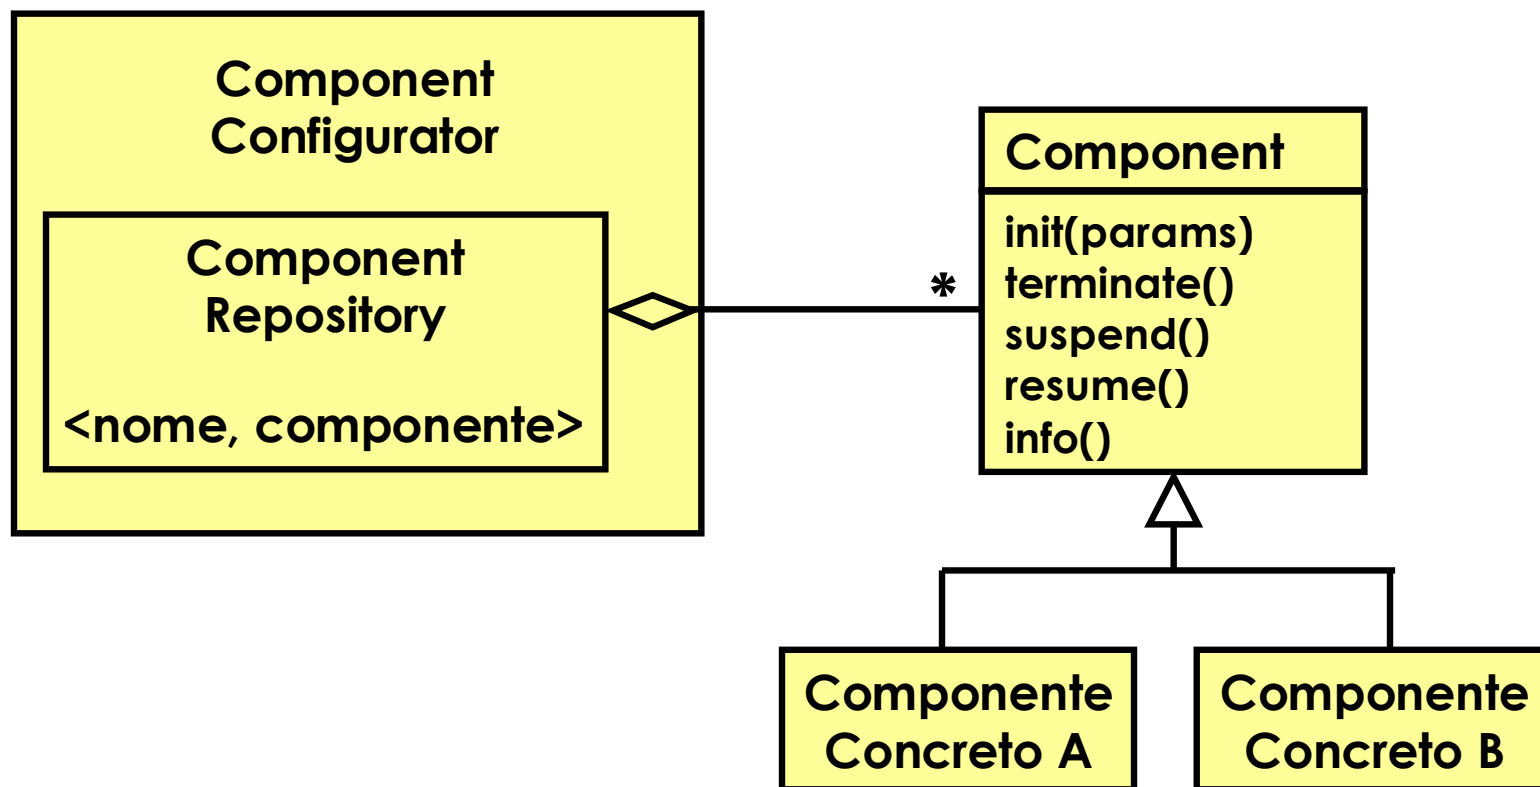 Component
Configurator
Component
Repository
<nome, componente>
*
Component
init(params)
terminate()
suspend()
resume()
info()
Componente
Concreto A
Componente
Concreto B